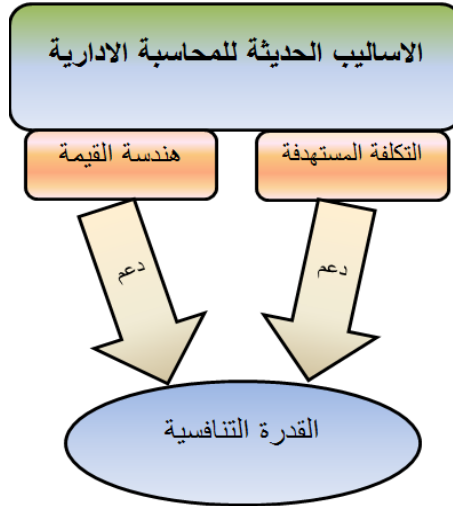 الاساليب الحديثة للمحاسبة الادارية
التكلفة المستهدفة
هندسة القيمة
دعم
دعم
القدرة التنافسية